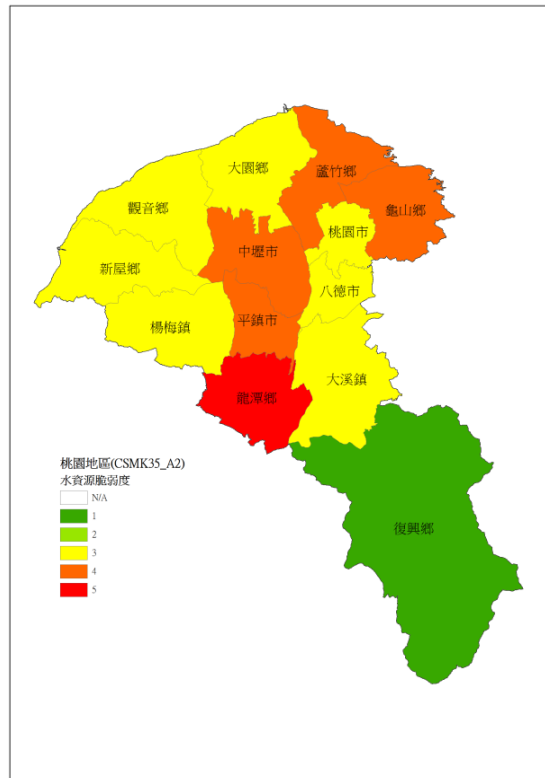 蘆竹鄉
大園鄉
觀音鄉
龜山鄉
桃園市
中壢市
新屋鄉
八德市
平鎮市
楊梅鎮
大溪鎮
龍潭鄉
桃園地區(CSMK35_A2)
水資源脆弱度
N/A
1
2
3
4
5
復興鄉